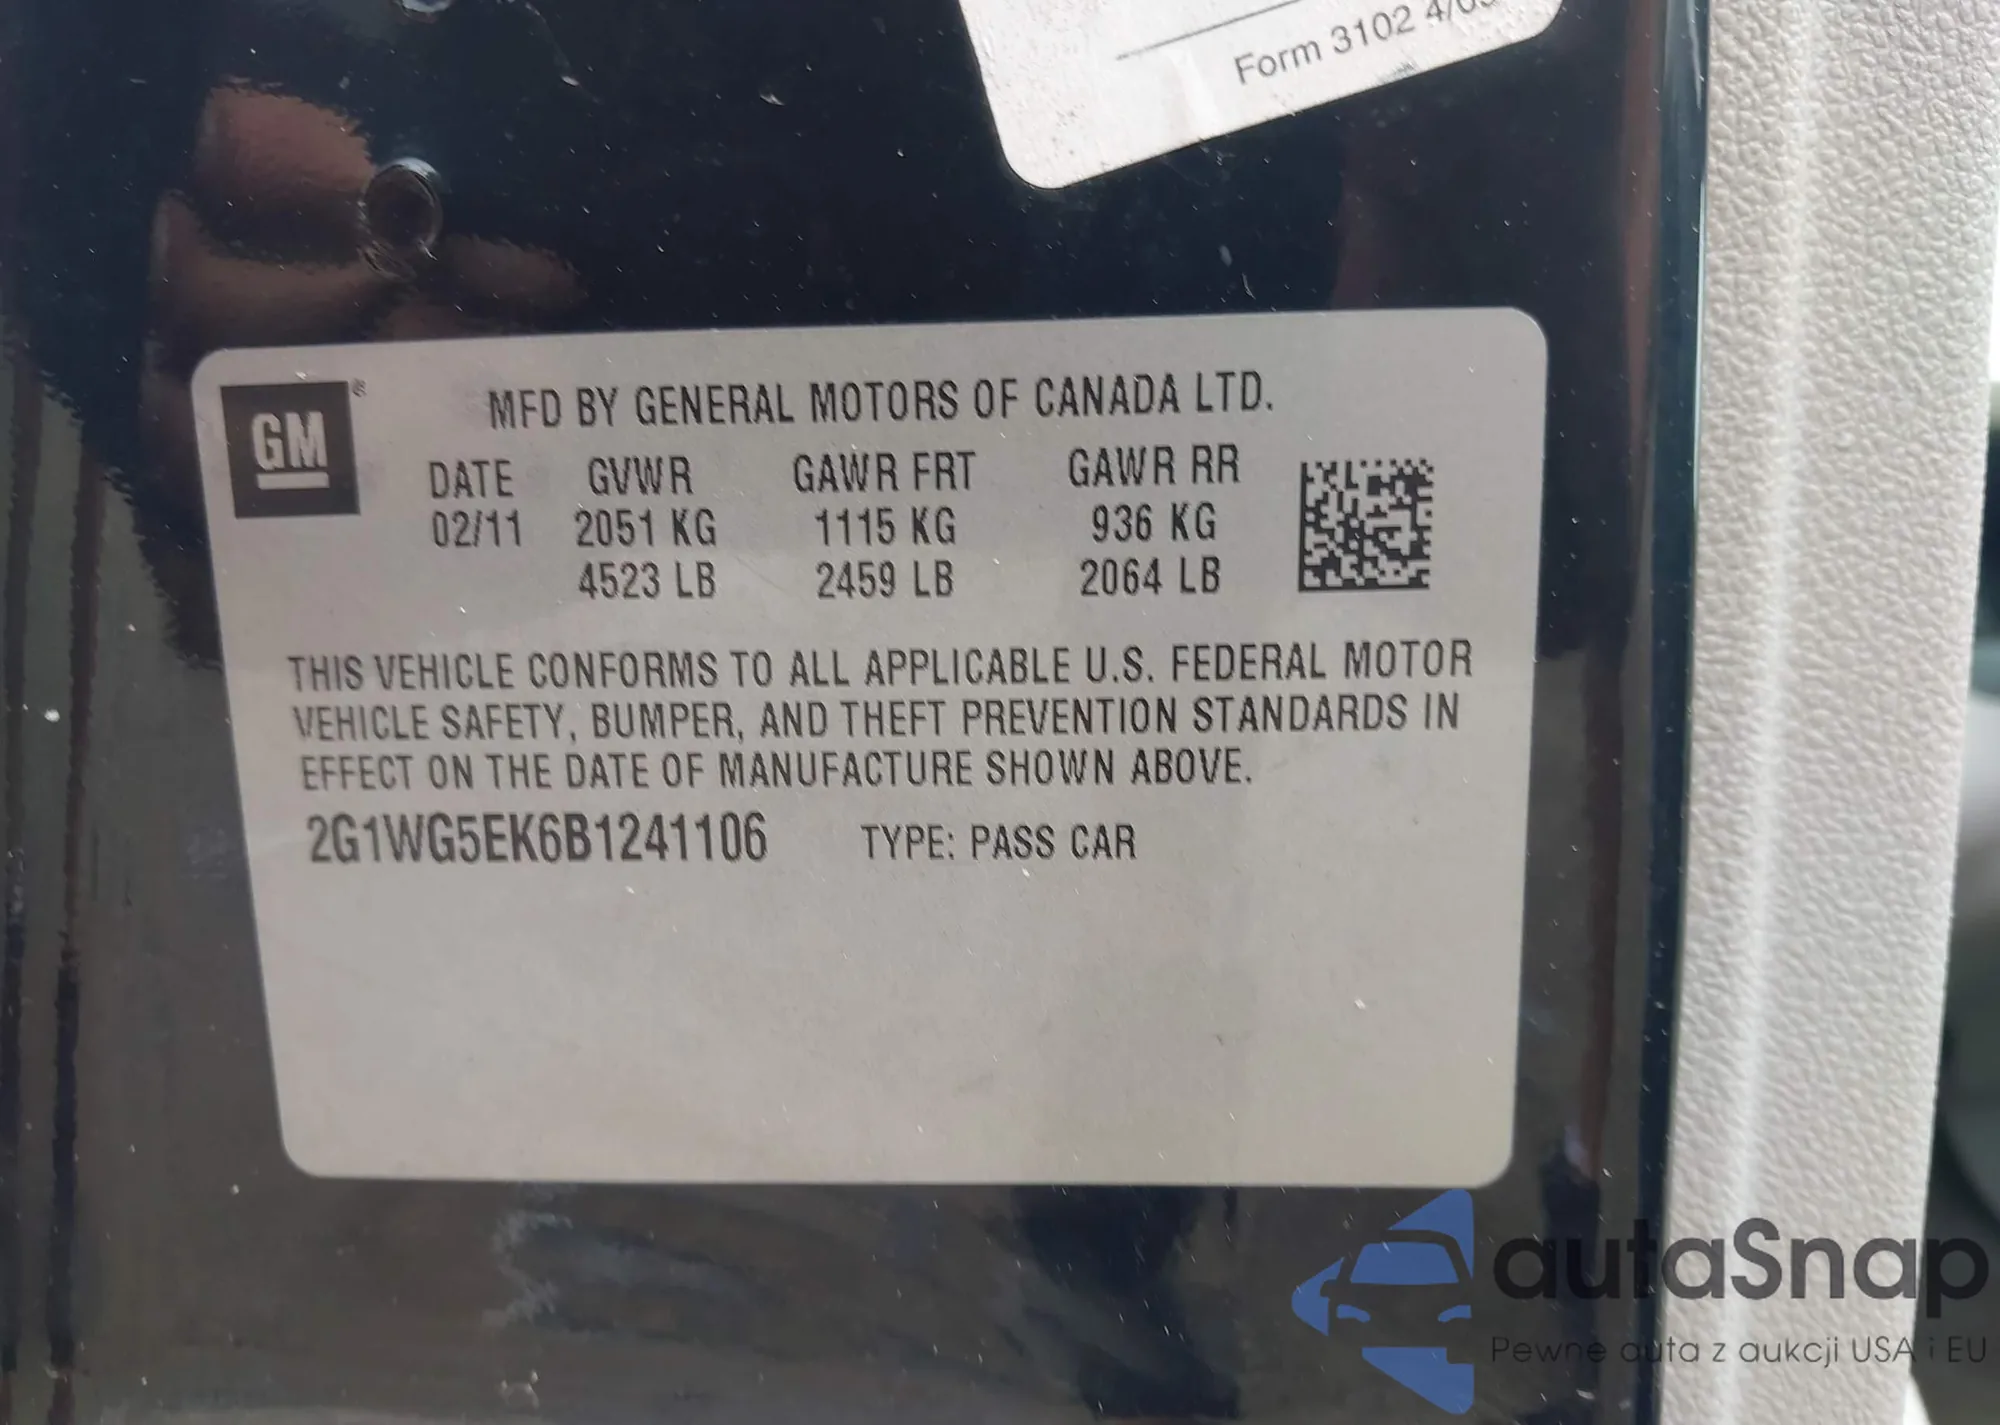 Form 3102 4/05
GM
MFD BY GENERAL MOTORS OF CANADA LTD.
DATE GVWR GAWR FRT GAWR RR
02/11 2051 KG 1115 KG 936 KG
4523 LB 2459 LB 2064 LB
THIS VEHICLE CONFORMS TO ALL APPLICABLE U.S. FEDERAL MOTOR
VEHICLE SAFETY, BUMPER, AND THEFT PREVENTION STANDARDS IN
EFFECT ON THE DATE OF MANUFACTURE SHOWN ABOVE.
2G1WG5EK6B1241106 TYPE: PASS CAR
autaSnap
Pewne auta z aukcji USA i EU